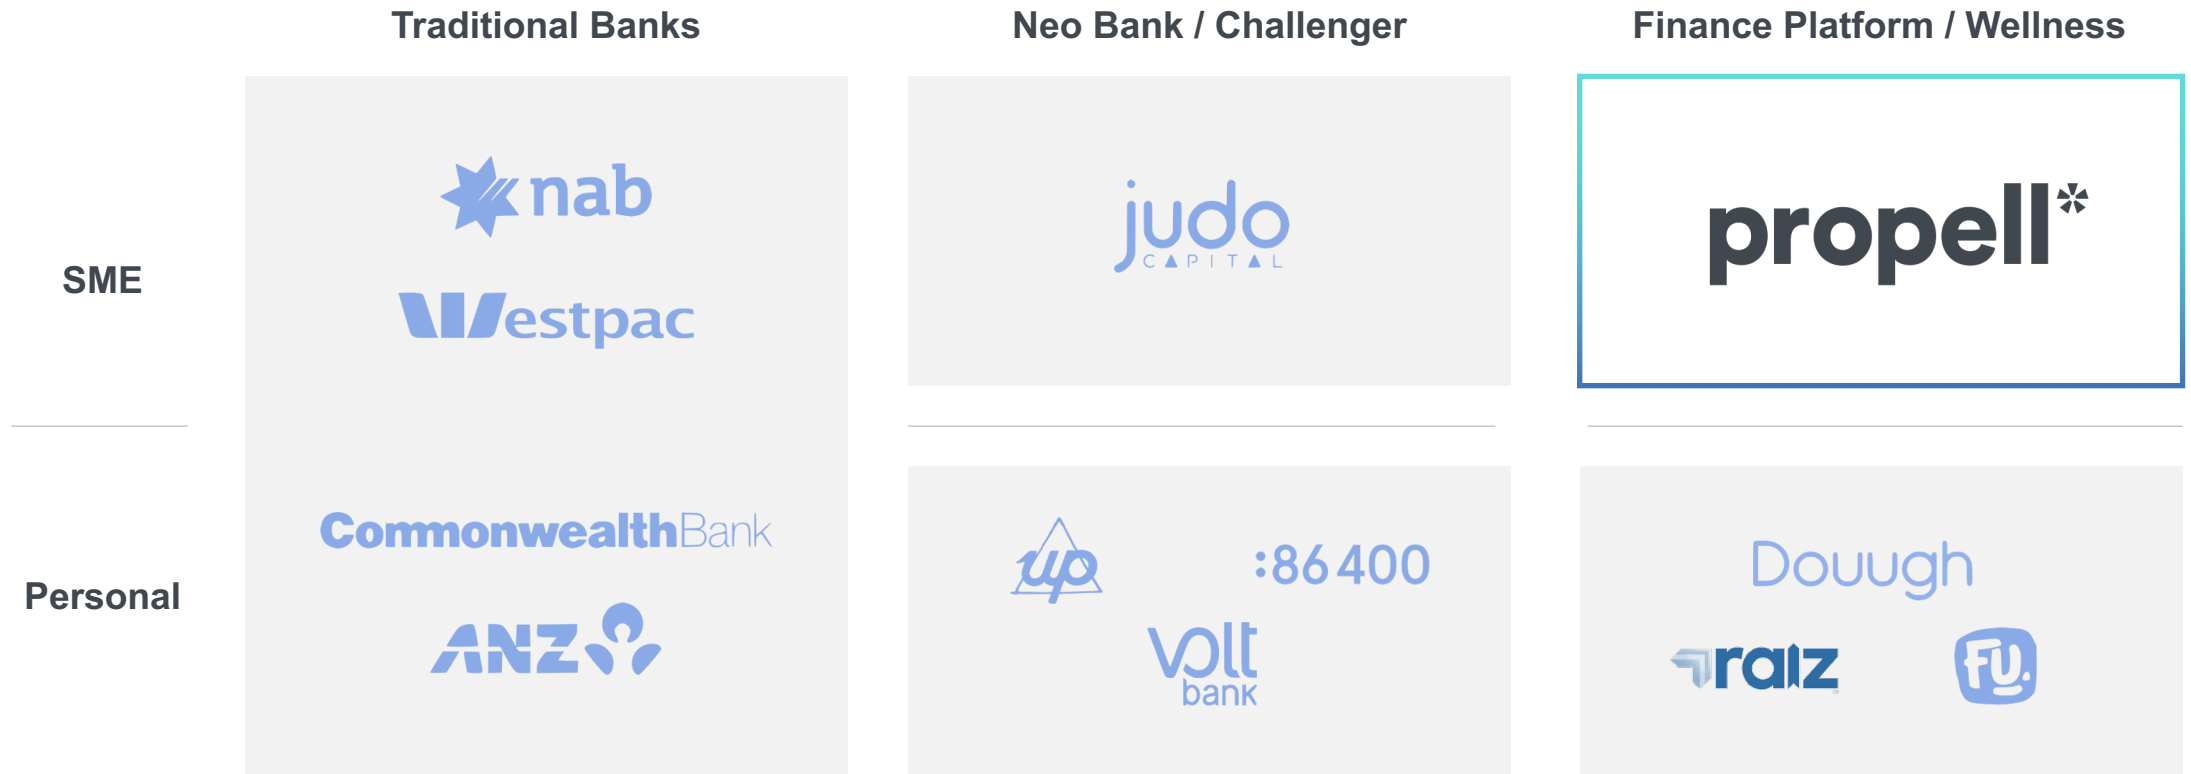 Traditional Banks
Neo Bank / Challenger
Finance Platform / Wellness
SME
nab
Westpac
judo
CAPITAL
propell*
Personal
CommonwealthBank
ANZ
up
:86 400
volt
bank
Douugh
raiz
fu.